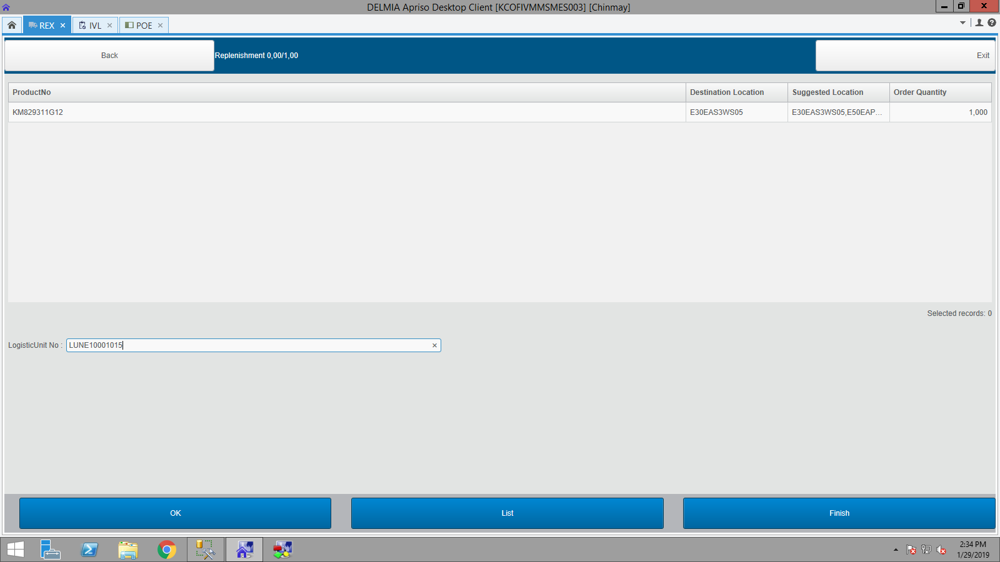 DELMIA Apriso Desktop Client [KCOFIVMMSMES003] [Chinmay]
REX
IVL
POE
Back
Replenishment 0,00/1,00
Exit
ProductNo
Destination Location
Suggested Location
Order Quantity
KM829311G12
E30EAS3WS05
E30EAS3WS05,E50EAP...
1,000
Selected records: 0
LogisticUnit No :
LUNE10001015
OK
List
Finish
2:34 PM
1/29/2019